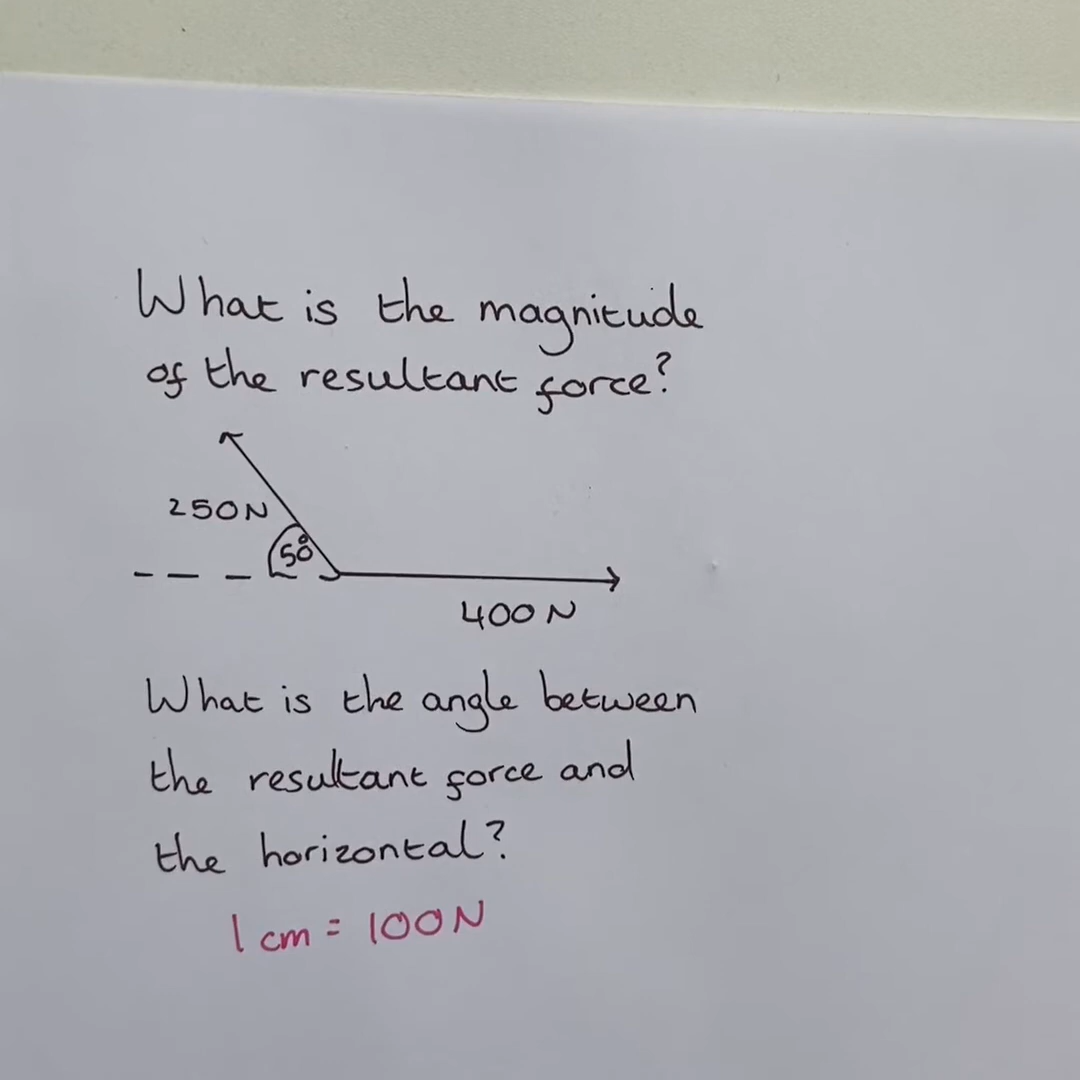 What is the magnitude
of the resultant force?
250N
50°
400N
What is the angle between
the resultant force and
the horizontal?
1 cm = 100N